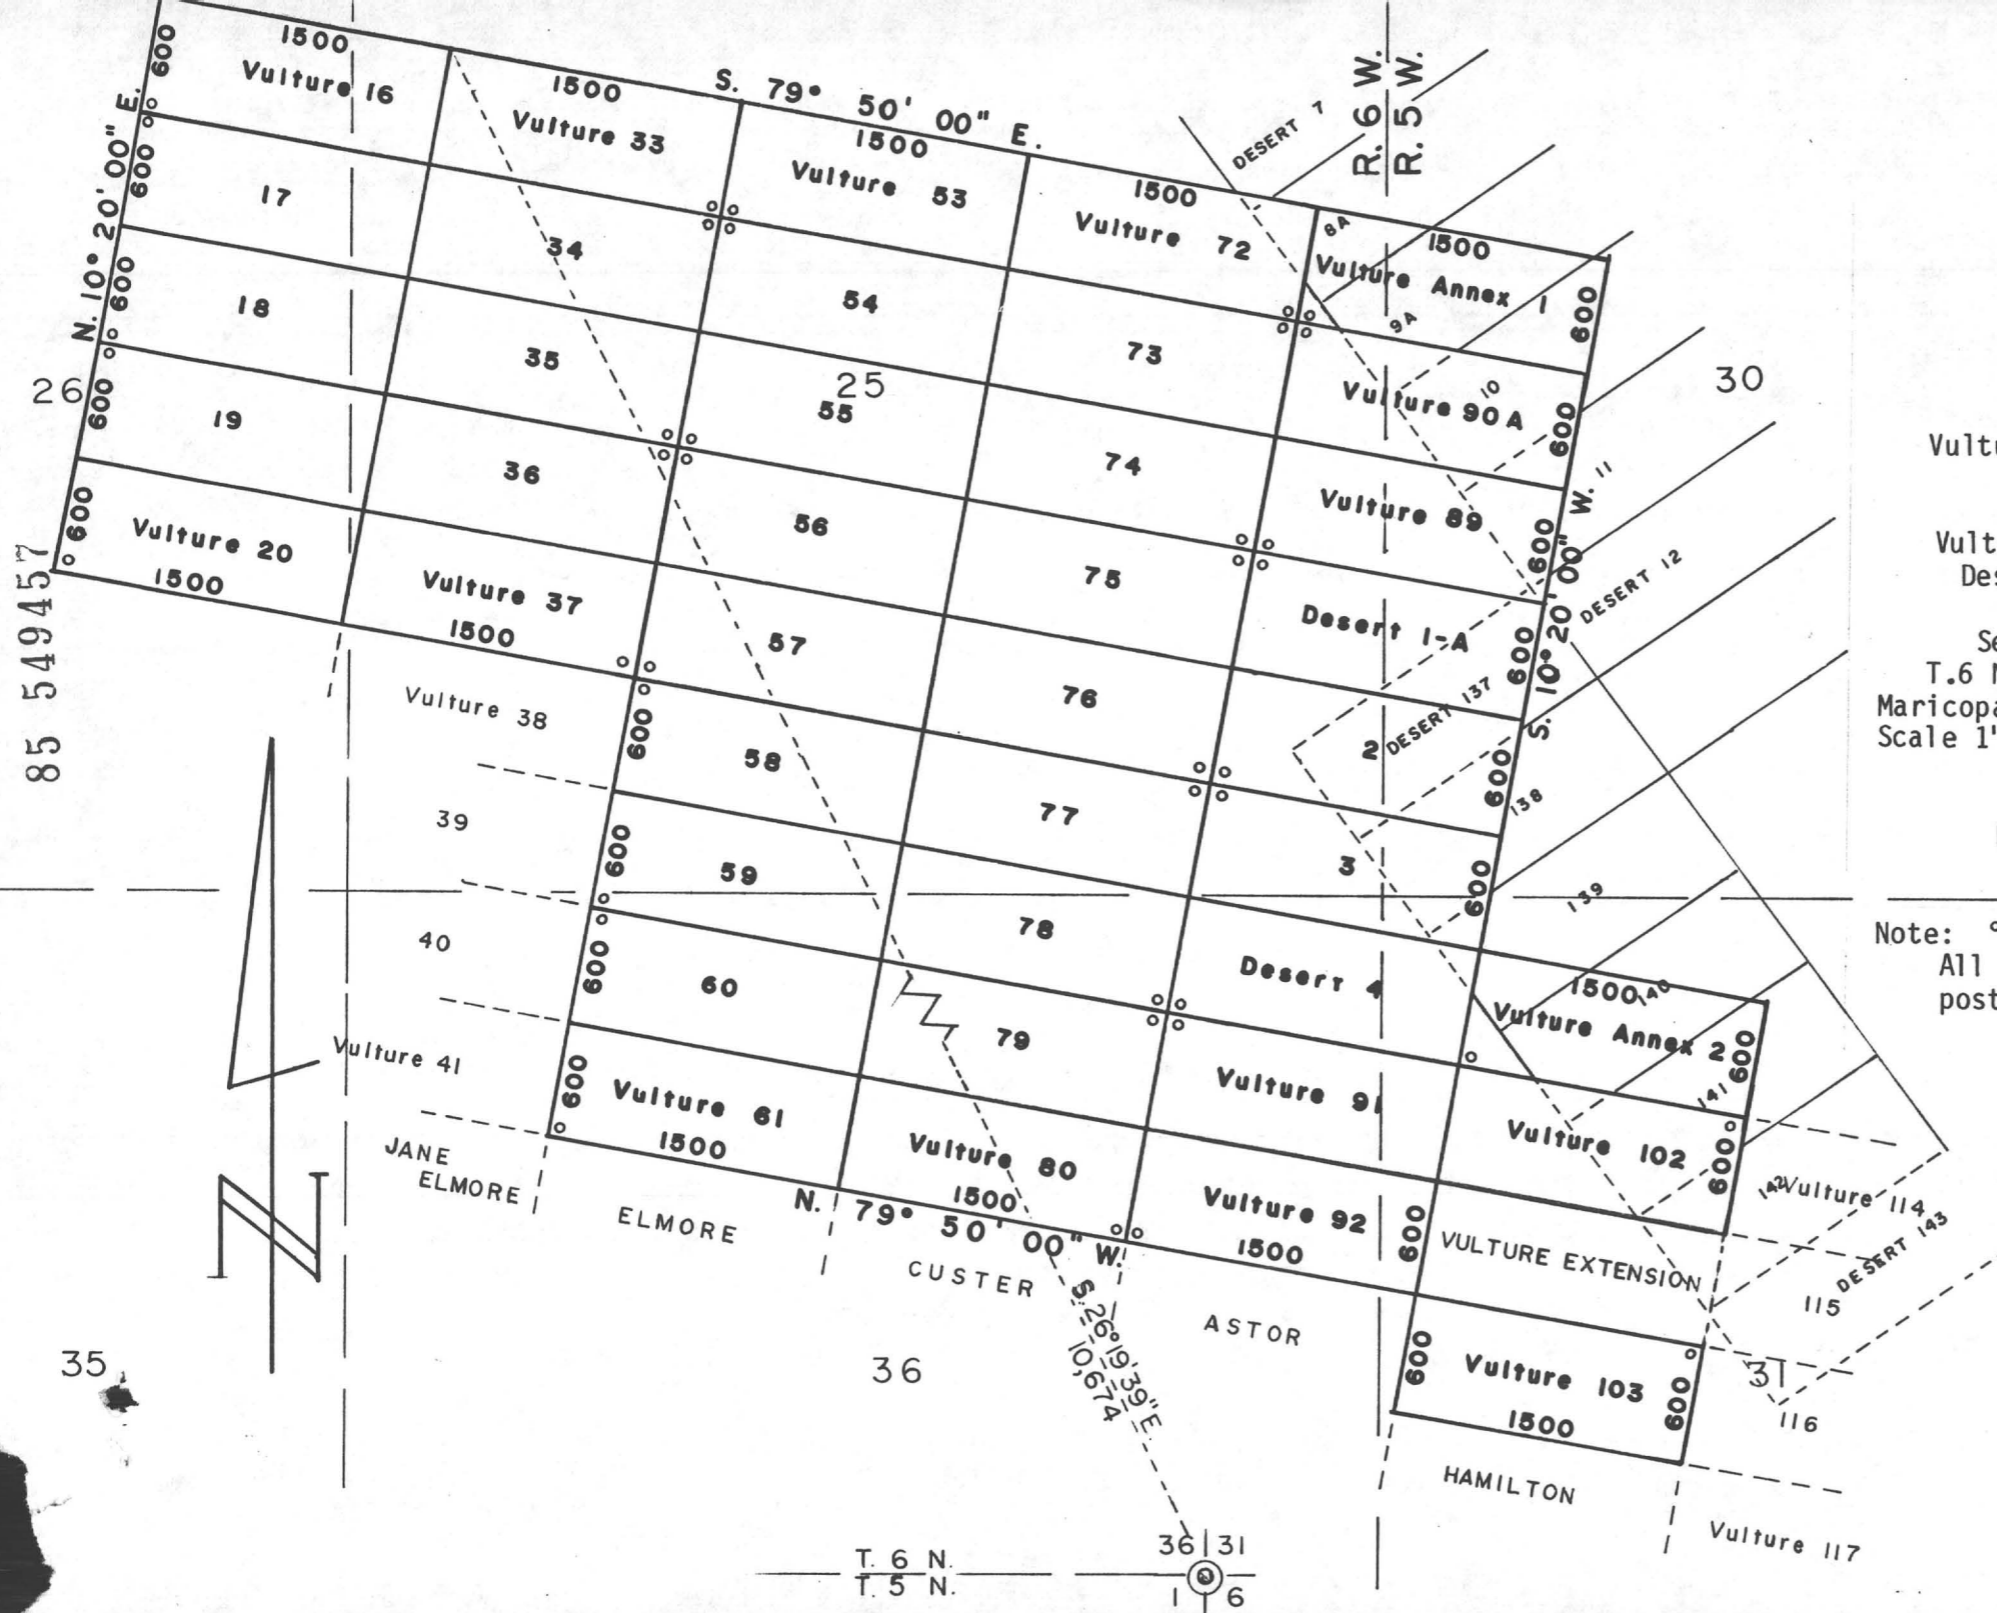 1500
Vulture 16
600
600
600
600
600
N. 10° 20' 00" E.
17
18
19
Vulture 20
1500
1500
Vulture 33
34
35
36
Vulture 37
1500
S. 79° 50' 00" E.
1500
Vulture 53
54
55
56
57
58
59
60
Vulture 61
1500
1500
Vulture 72
73
74
75
76
77
78
79
Vulture 80
1500
DESERT 7
R. 6 W.
R. 5 W.
8A
1500
Vulture Annex 1
600
9A
Vulture 90A
10
600
Vulture 89
11
600
Desert 1-A
600
S. 10° 20' 00" W.
DESERT 12
2
DESERT 137
600
138
3
600
139
Desert 4
1500
140
Vulture Annex 2
600
141
Vulture 91
Vulture 102
600
142
Vulture 114
DESERT 143
Vulture 92
1500
600
VULTURE EXTENSION
115
600
Vulture 103
600
1500
116
HAMILTON
Vulture 117
26
25
30
35
36
31
85 549457
Vulture 38
600
39
600
40
600
Vulture 41
600
JANE
ELMORE
ELMORE
N. 79° 50' 00" W.
CUSTER
ASTOR
S. 26°19'39" E.
10,674
N
T. 6 N.
T. 5 N.
36 31
1 6
T.6
Scale 1"
Note: °
All
post